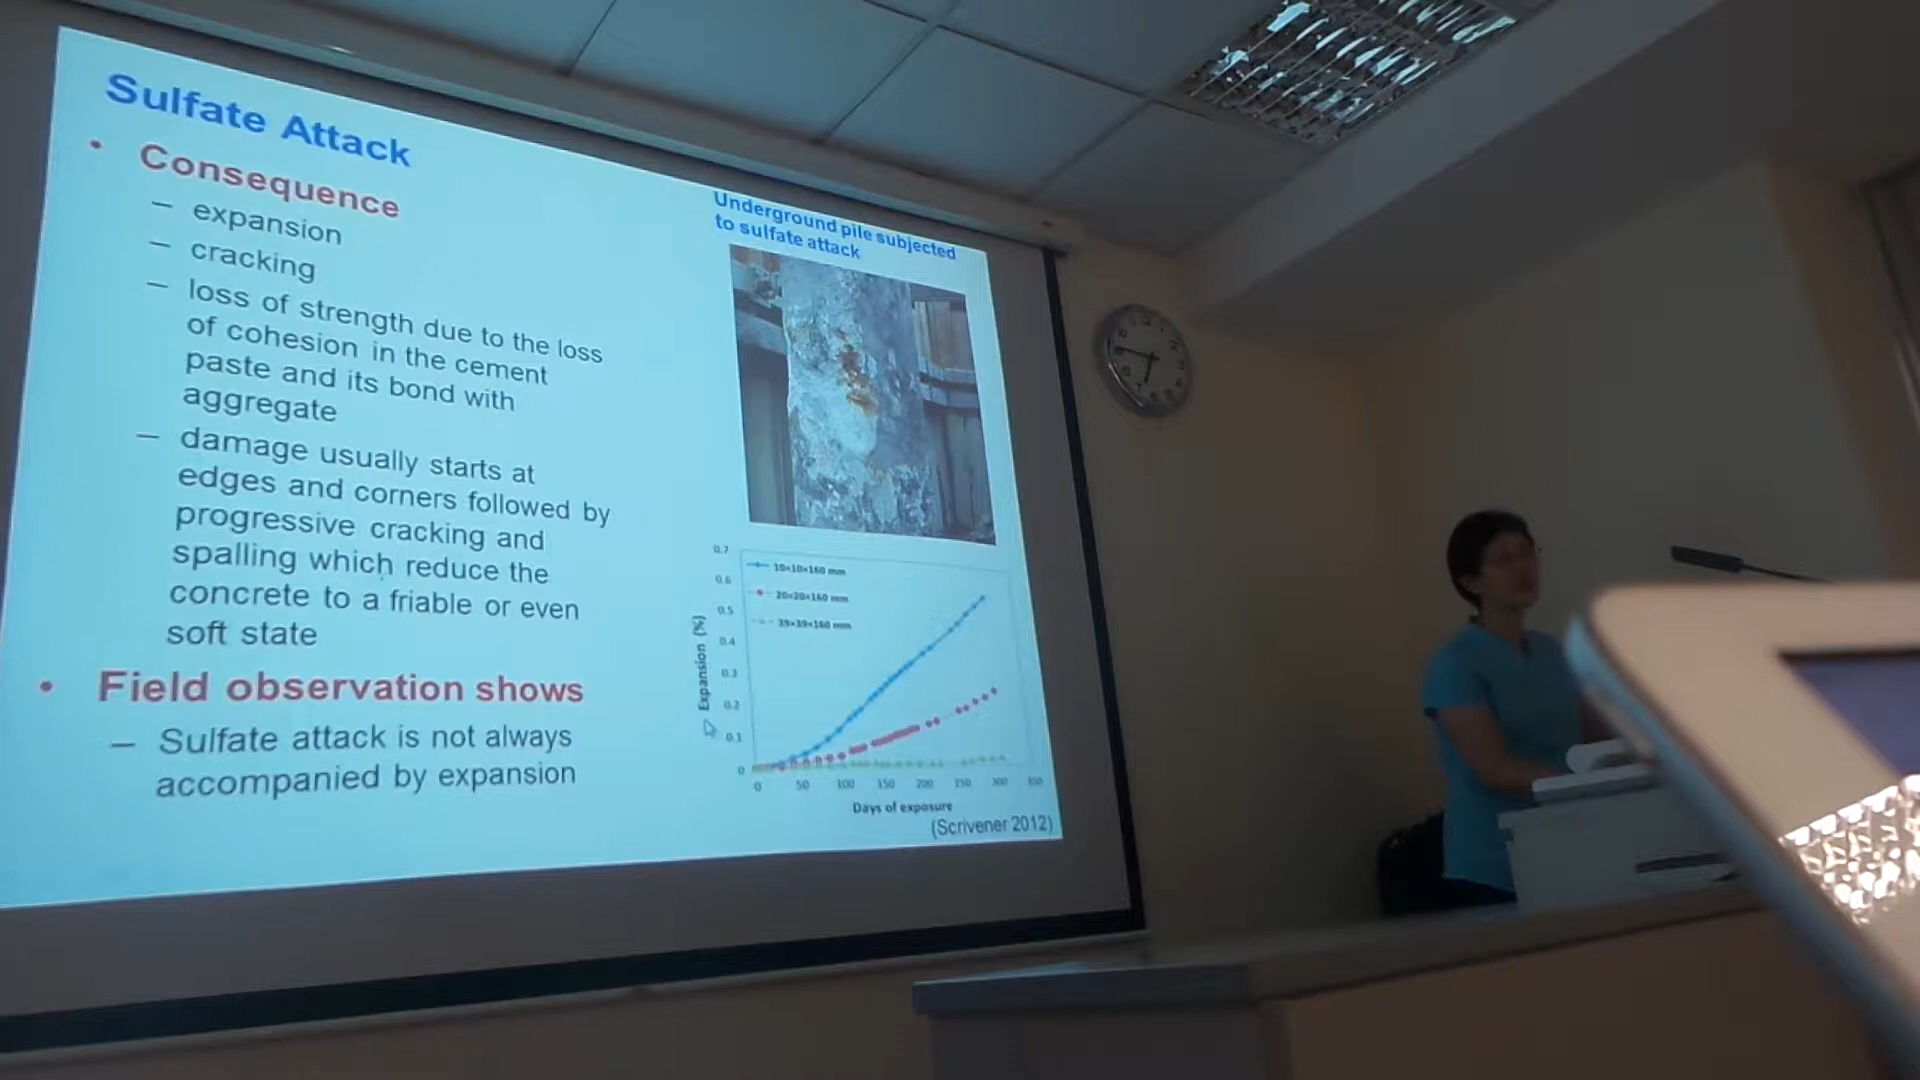 Sulfate Attack
• Consequence
– expansion
– cracking
– loss of strength due to the loss
of cohesion in the cement
paste and its bond with
aggregate
– damage usually starts at
edges and corners followed by
progressive cracking and
spalling which reduce the
concrete to a friable or even
soft state
• Field observation shows
– Sulfate attack is not always
accompanied by expansion
Underground pile subjected
to sulfate attack
10×10×160 mm
20×20×160 mm
39×39×160 mm
Expansion (%)
0.7
0.6
0.5
0.4
0.3
0.2
0.1
0
0 50 100 150 200 250 300 350
Days of exposure
(Scrivener 2012)